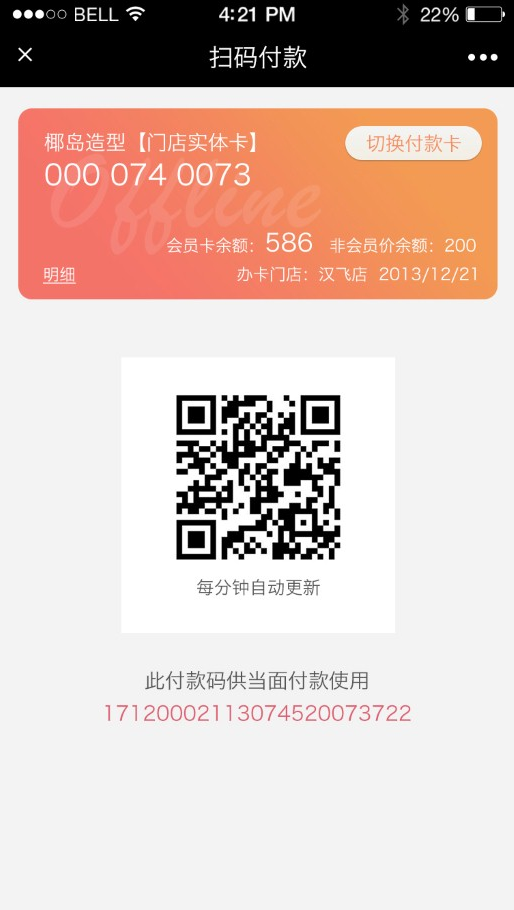 BELL 4:21 PM 22%
扫码付款
椰岛造型【门店实体卡】 切换付款卡
000 074 0073
Offline
会员卡余额：586 非会员价余额：200
明细 办卡门店：汉飞店 2013/12/21
每分钟自动更新
此付款码供当面付款使用
17120002113074520073722